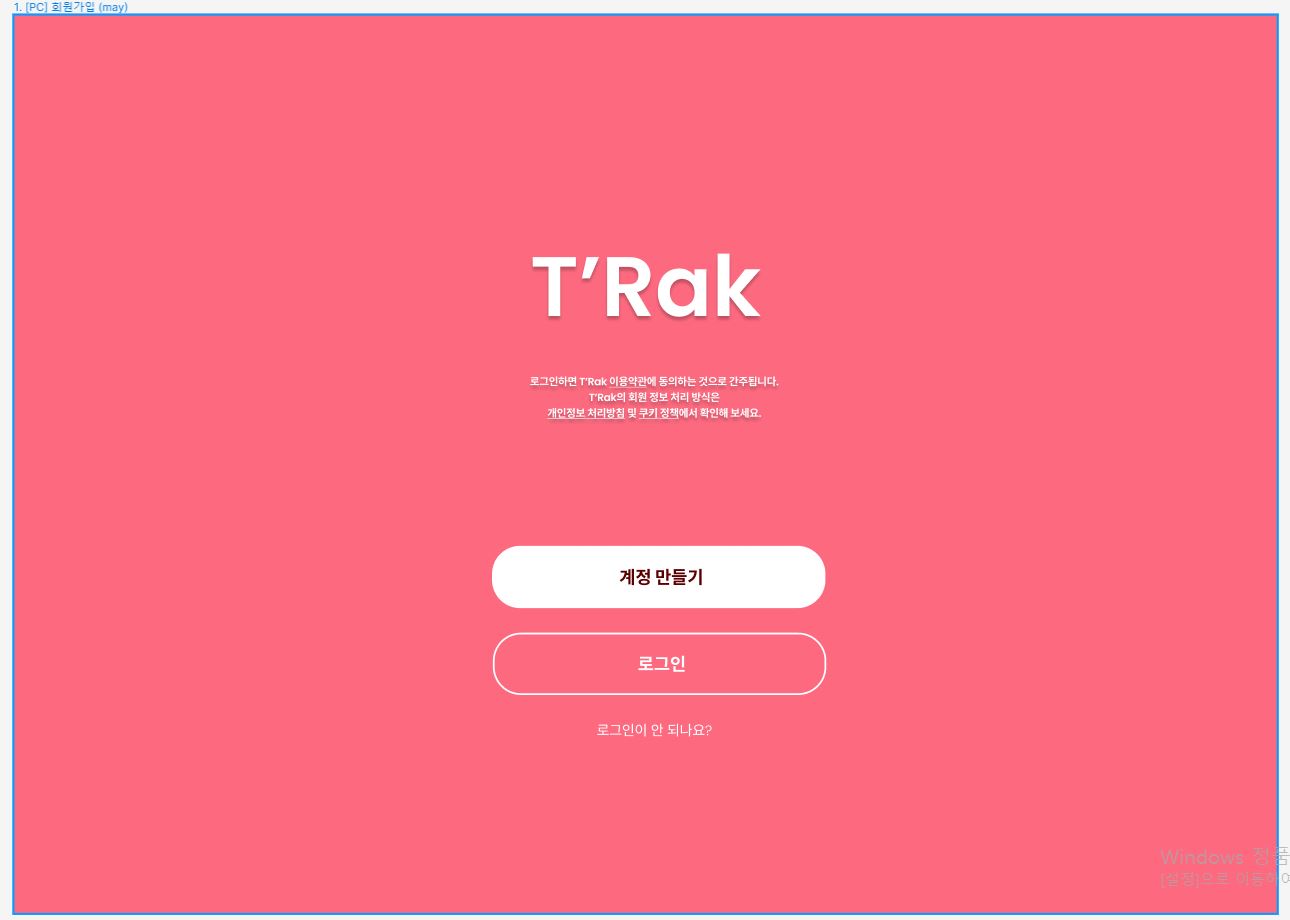 1. [PC] 회원가입 (may)
T’Rak
로그인하면 T’Rak 이용약관에 동의하는 것으로 간주됩니다.
T’Rak의 회원 정보 처리 방식은
개인정보 처리방침 및 쿠키 정책에서 확인해 보세요.
계정 만들기
로그인
로그인이 안 되나요?
Windows 정품
[설정]으로 이동하여